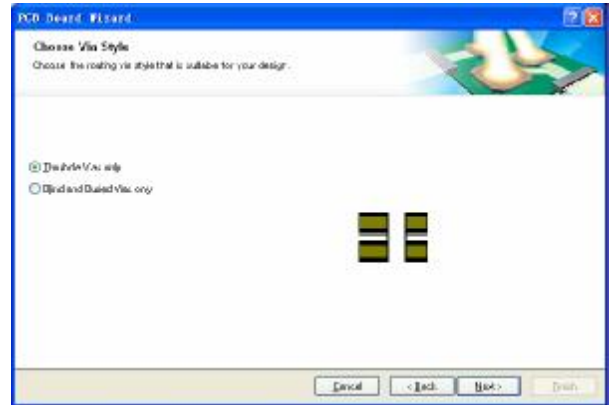 PCB Board Wizard
Choose Via Style
Choose the routing via style that is suitable for your design.
Thruhole Vias only
Blind and Buried Vias only
Cancel
< Back
Next >
Finish